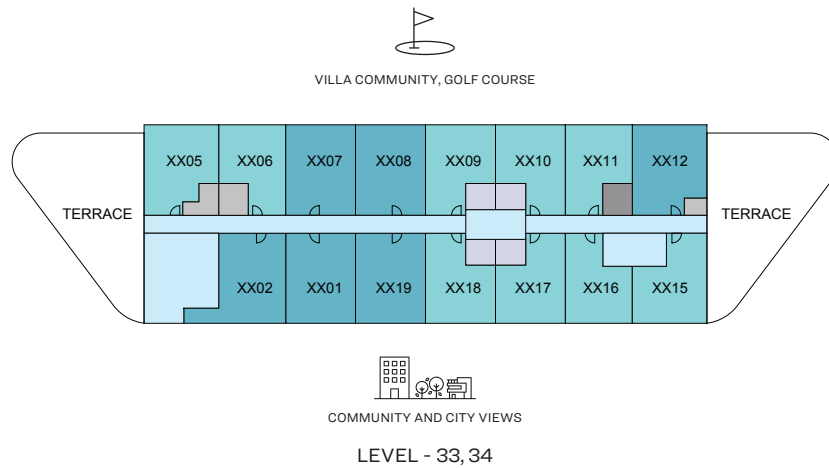 VILLA COMMUNITY, GOLF COURSE
XX05 XX06 XX07 XX08 XX09 XX10 XX11 XX12
TERRACE TERRACE
XX02 XX01 XX19 XX18 XX17 XX16 XX15
COMMUNITY AND CITY VIEWS
LEVEL - 33, 34